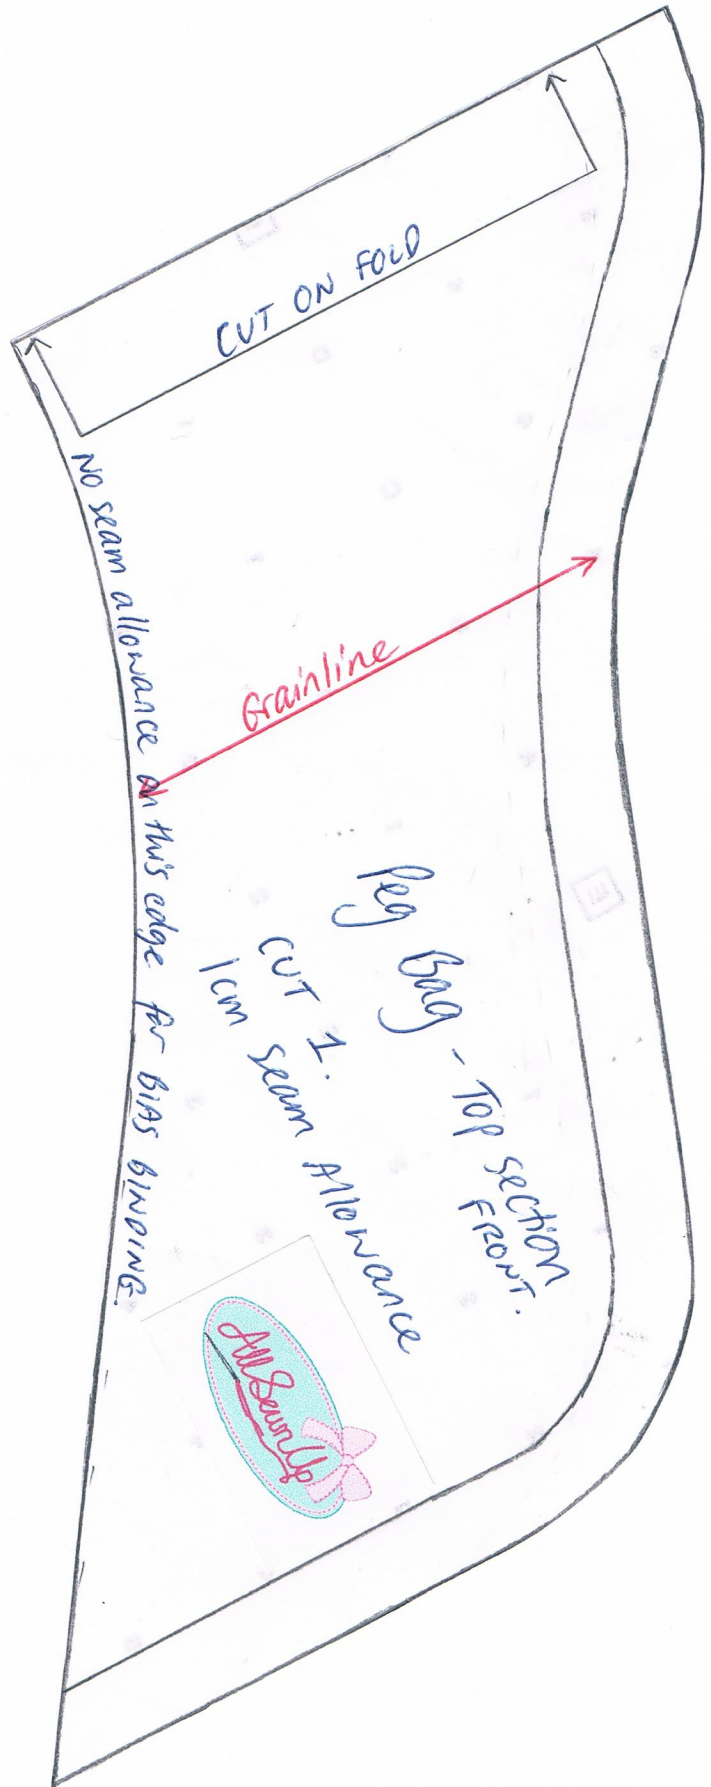 CUT ON FOLD
No seam allowance on this edge for BIAS BINDING.
Grainline
Peg Bag - Top section
FRONT.
CUT 1.
1cm seam Allowance
All Sewn Up